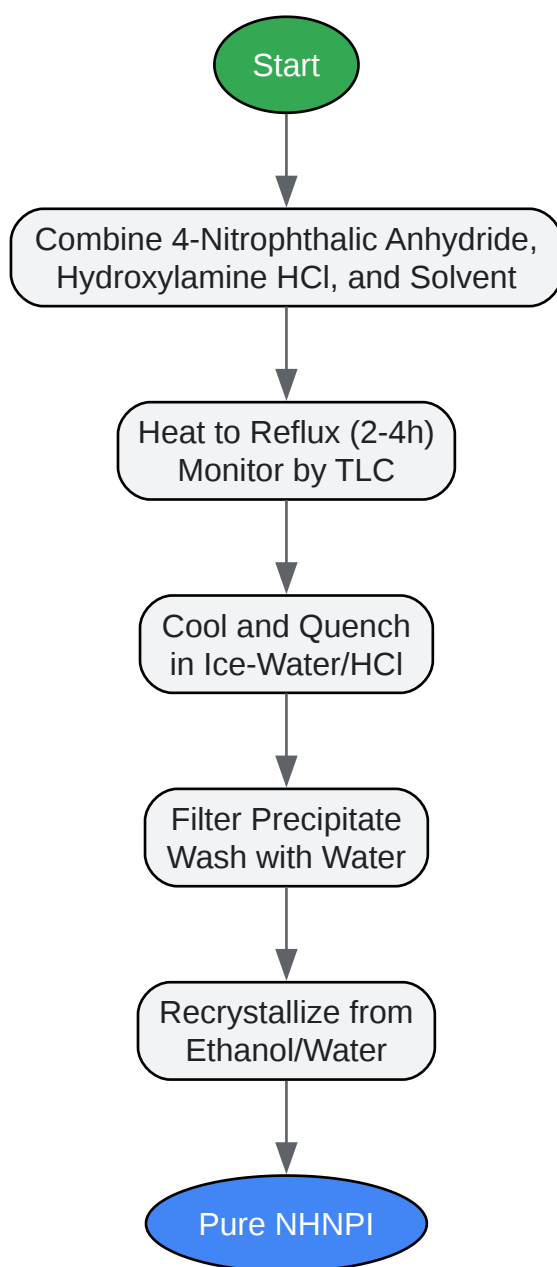 Start
Combine 4-Nitrophthalic Anhydride,
Hydroxylamine HCl, and Solvent
Heat to Reflux (2-4h)
Monitor by TLC
Cool and Quench
in Ice-Water/HCl
Filter Precipitate
Wash with Water
Recrystallize from
Ethanol/Water
Pure NHNPI